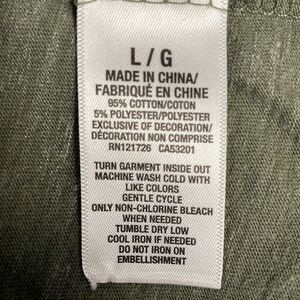 L / G
MADE IN CHINA/
FABRIQUÉ EN CHINE
95% COTTON/COTON
5% POLYESTER/POLYESTER
EXCLUSIVE OF DECORATION/
DÉCORATION NON COMPRISE
RN121726 CA53201
TURN GARMENT INSIDE OUT
MACHINE WASH COLD WITH
LIKE COLORS
GENTLE CYCLE
ONLY NON-CHLORINE BLEACH
WHEN NEEDED
TUMBLE DRY LOW
COOL IRON IF NEEDED
DO NOT IRON ON
EMBELLISHMENT